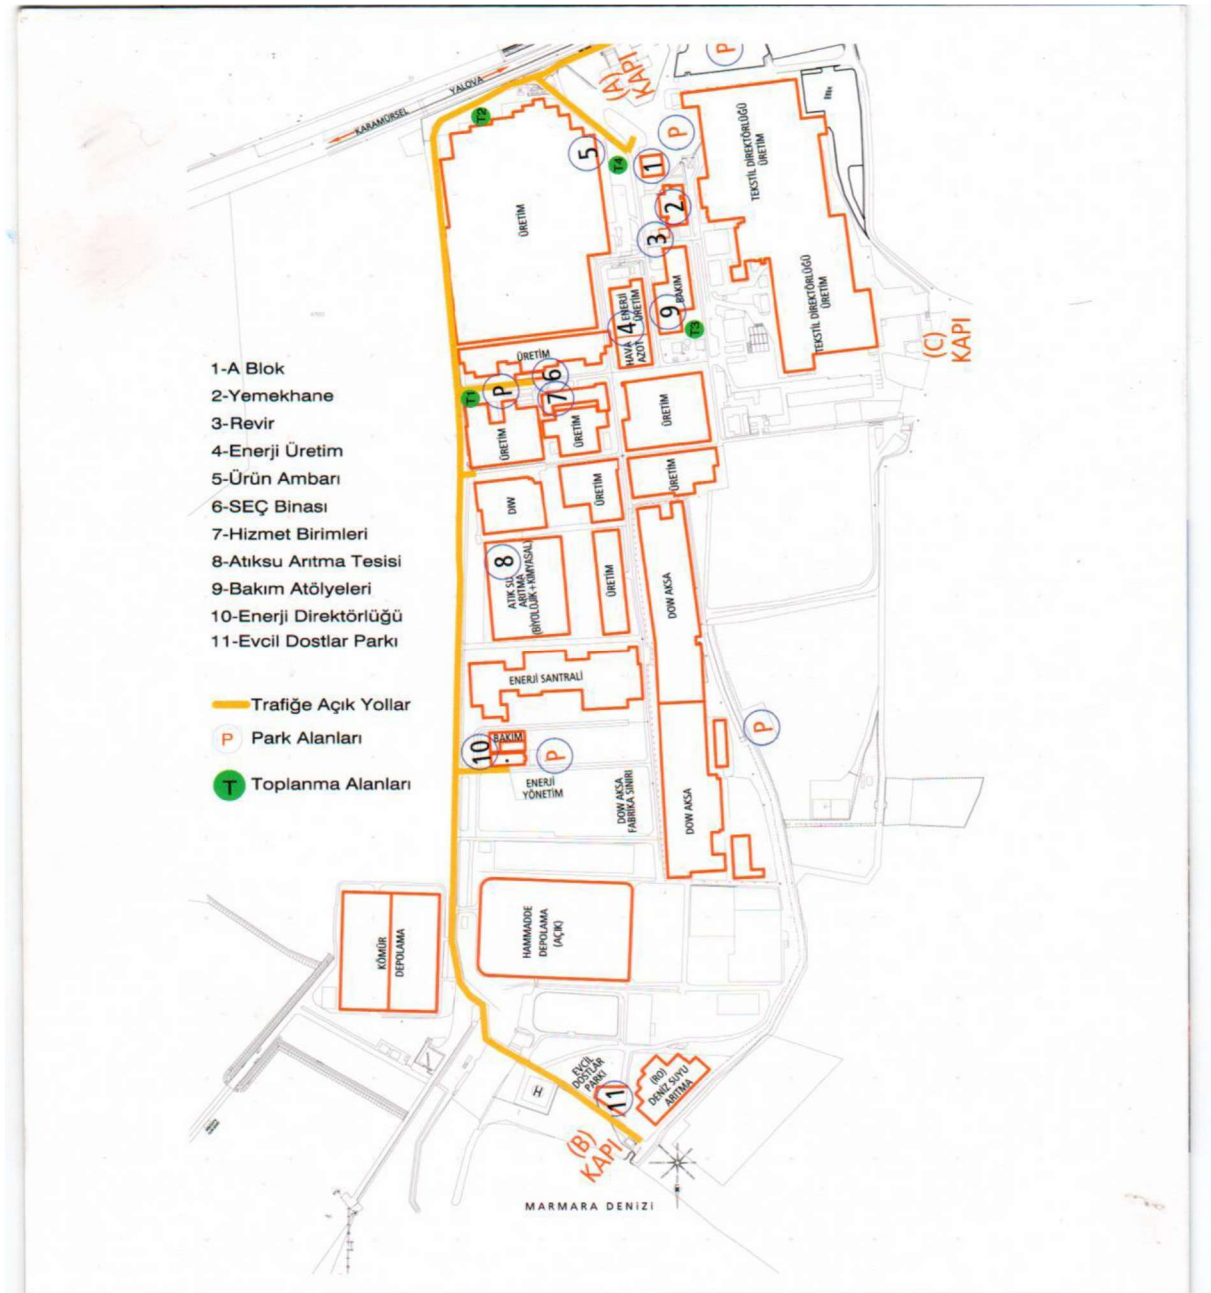 KARAMÜRSEL
YALOVA
(A)
KAPI
P
T2
5
T4
P
1
2
3
ÜRETİM
TEKSTİL DİREKTÖRLÜĞÜ
ÜRETİM
TEKSTİL DİREKTÖRLÜĞÜ
ÜRETİM
ENERJİ
ÜRETİM
BAKIM
9
4
T3
HAVA
AZOT
(C)
KAPI
ÜRETİM
6
T1
P
7
ÜRETİM
ÜRETİM
ÜRETİM
1-A Blok
2-Yemekhane
3-Revir
4-Enerji Üretim
5-Ürün Ambarı
6-SEÇ Binası
7-Hizmet Birimleri
8-Atıksu Arıtma Tesisi
9-Bakım Atölyeleri
10-Enerji Direktörlüğü
11-Evcil Dostlar Parkı
Trafiğe Açık Yollar
P Park Alanları
T Toplanma Alanları
DIW
ÜRETİM
ÜRETİM
8
ATIK SU
ARITMA
(BİYOLOJİK+KİMYASAL)
ÜRETİM
DOW AKSA
ENERJİ SANTRALİ
10
BAKIM
P
P
ENERJİ
YÖNETİM
DOW AKSA
FABRİKA SINIRI
DOW AKSA
KÖMÜR
DEPOLAMA
HAMMADDE
DEPOLAMA
(AÇIK)
H
EVCİL
DOSTLAR
PARKI
11
(RO)
DENİZ SUYU
ARITMA
(B)
KAPI
MARMARA DENİZİ